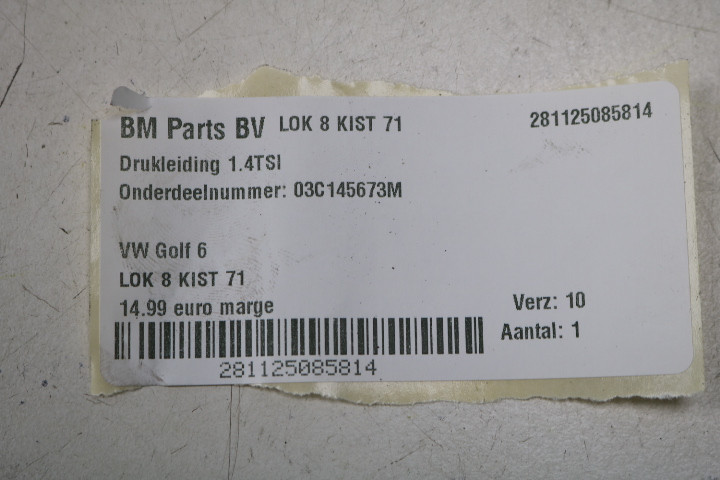 BM Parts BV LOK 8 KIST 71 281125085814
Drukleiding 1.4TSI
Onderdeelnummer: 03C145673M
VW Golf 6
LOK 8 KIST 71
14.99 euro marge Verz: 10
Aantal: 1
281125085814